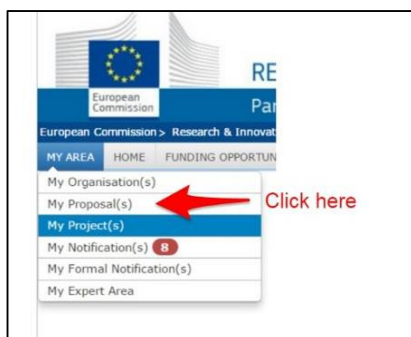 RE
European
Commission
Par
European Commission > Research & Innovat
MY AREA HOME FUNDING OPPORTUN
My Organisation(s)
My Proposal(s)
Click here
My Project(s)
My Notification(s) 8
My Formal Notification(s)
My Expert Area